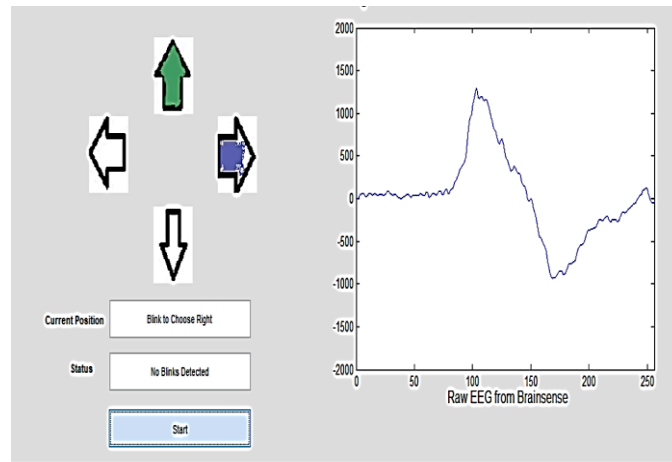 Current Position
Blink to Choose Right
Status
No Blinks Detected
Start
2000
1500
1000
500
0
-500
-1000
-1500
-2000
0 50 100 150 200 250
Raw EEG from Brainsense